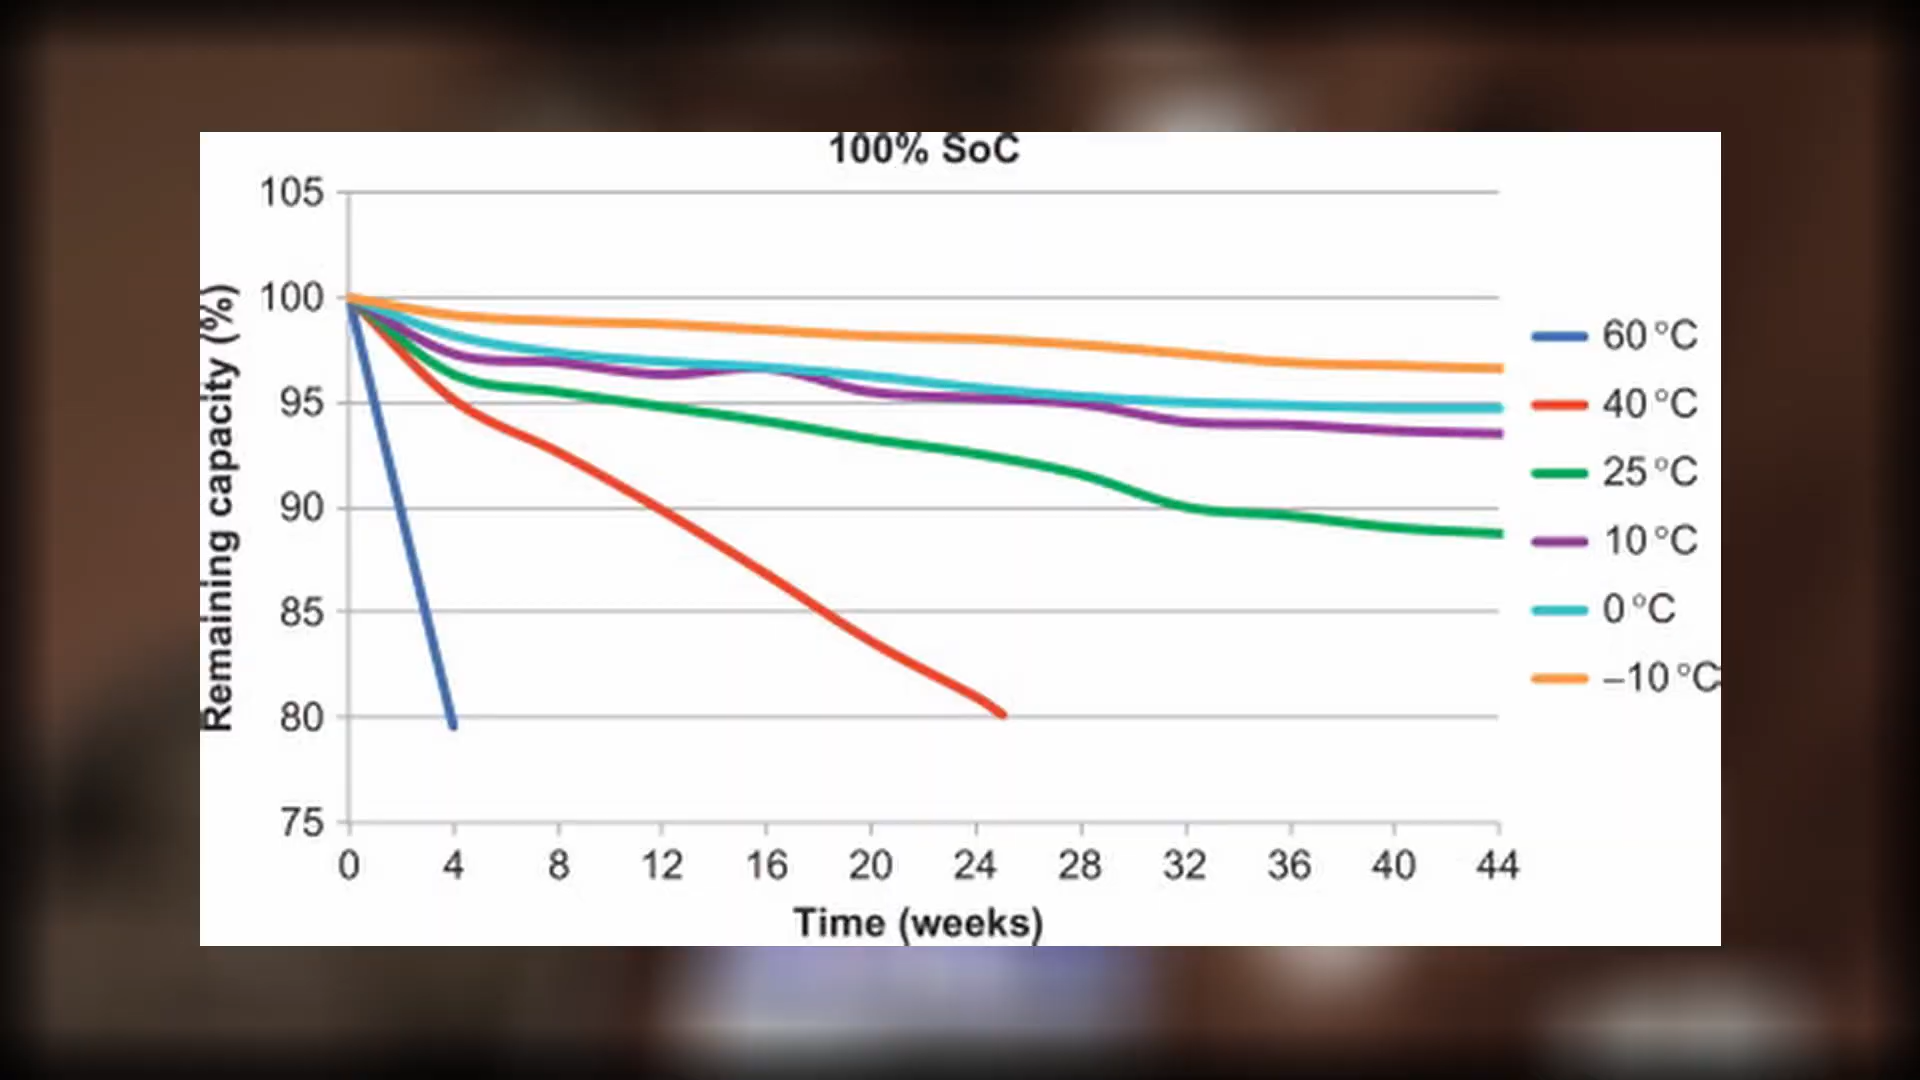 100% SoC
105
100
95
90
85
80
75
Remaining capacity (%)
0 4 8 12 16 20 24 28 32 36 40 44
Time (weeks)
60 °C
40 °C
25 °C
10 °C
0 °C
–10 °C